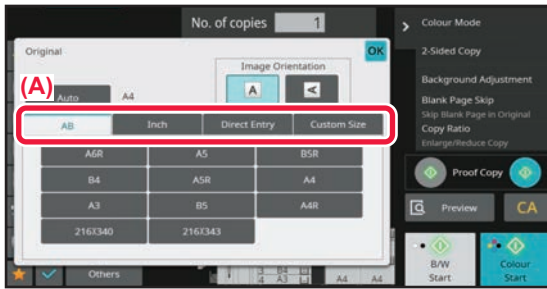 No. of copies 1
Original
OK
Image Orientation
A A
(A)
Auto A4
AB Inch Direct Entry Custom Size
A6R A5 B5R
B4 A5R A4
A3 B5 A4R
216X340 216X343
Others
B4
4 A3
A4 A4
Colour Mode
2-Sided Copy
Background Adjustment
Blank Page Skip
Skip Blank Page in Original
Copy Ratio
Enlarge/Reduce Copy
Proof Copy
Preview CA
B/W Start
Colour Start